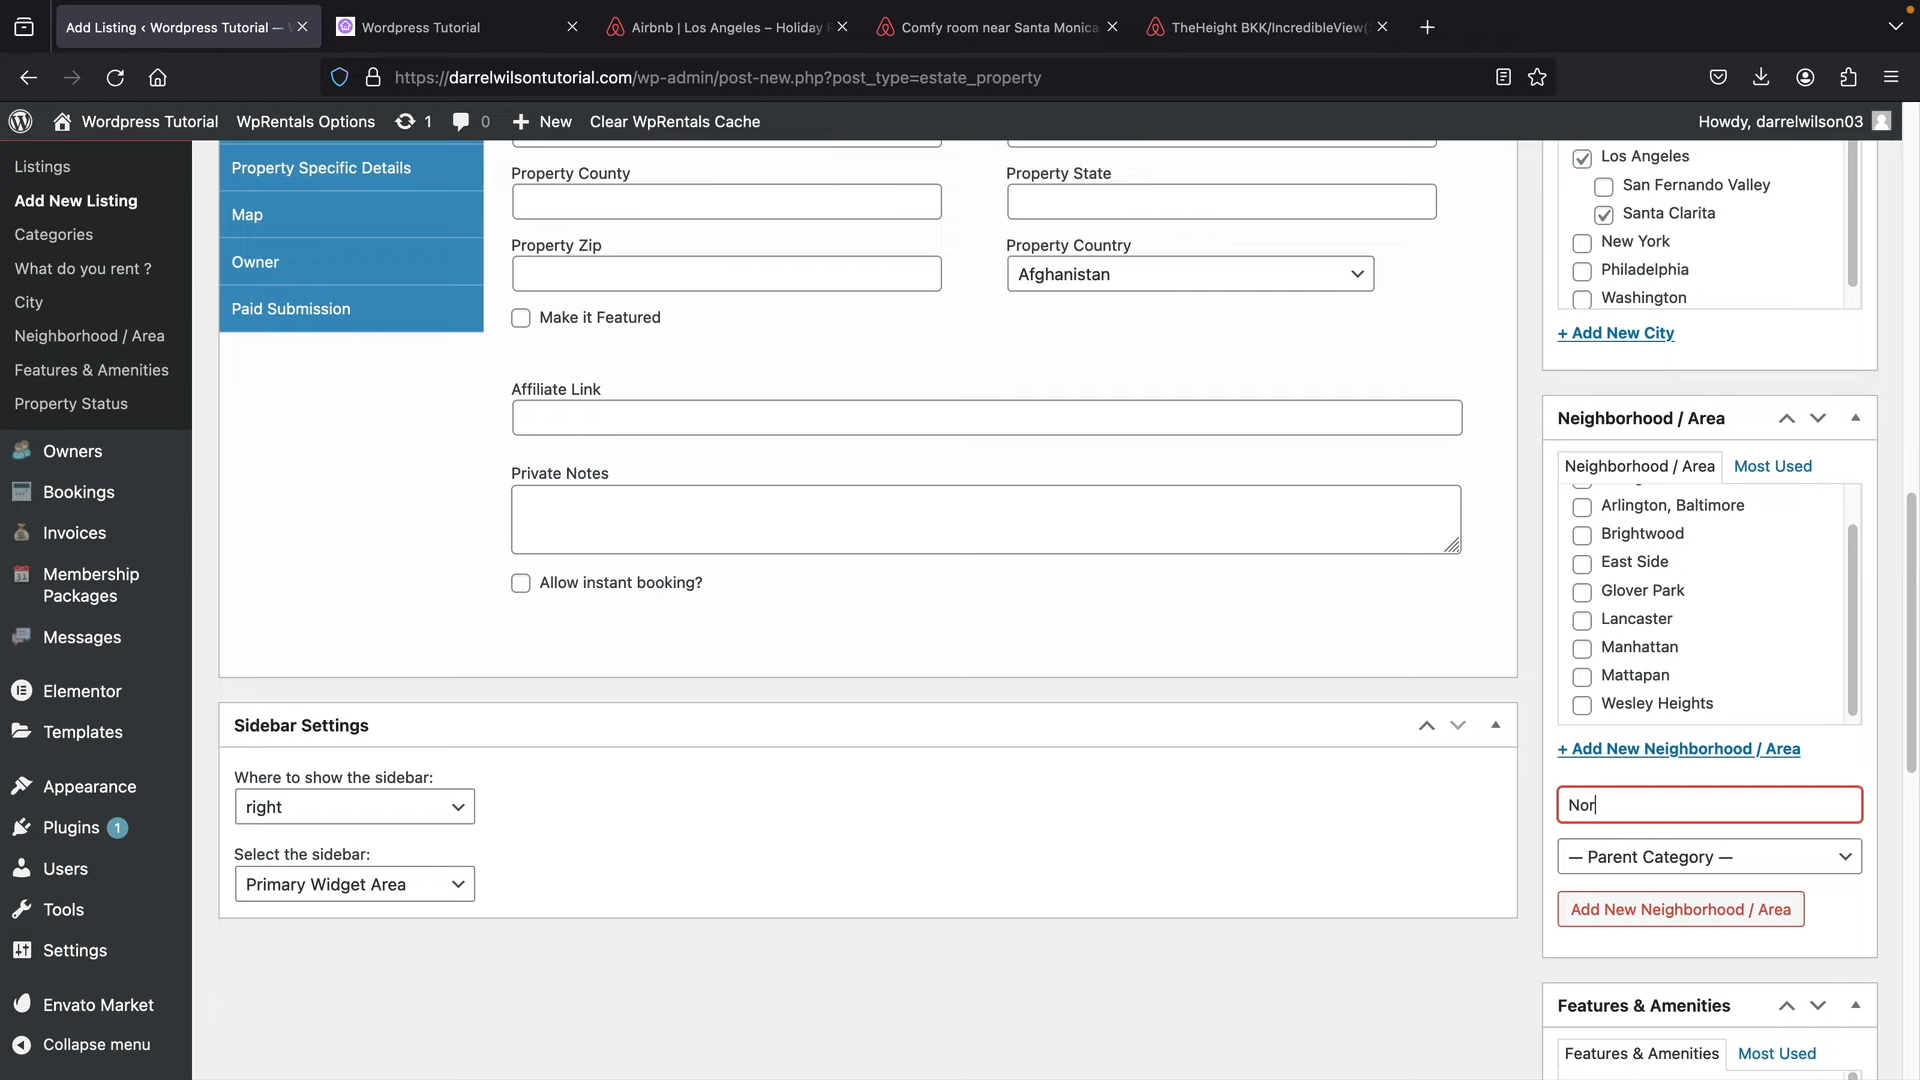 Add Listing ‹ Wordpress Tutorial —
Wordpress Tutorial
Airbnb | Los Angeles – Holiday
Comfy room near Santa Monica
TheHeight BKK/IncredibleView(
https://darrelwilsontutorial.com/wp-admin/post-new.php?post_type=estate_property
Wordpress Tutorial
WpRentals Options
1
0
New
Clear WpRentals Cache
Howdy, darrelwilson03
Listings
Add New Listing
Categories
What do you rent ?
City
Neighborhood / Area
Features & Amenities
Property Status
Owners
Bookings
Invoices
Membership
Packages
Messages
Elementor
Templates
Appearance
Plugins 1
Users
Tools
Settings
Envato Market
Collapse menu
Property Specific Details
Map
Owner
Paid Submission
Property County
Property State
Property Zip
Property Country
Afghanistan
Make it Featured
Affiliate Link
Private Notes
Allow instant booking?
Sidebar Settings
Where to show the sidebar:
right
Select the sidebar:
Primary Widget Area
Los Angeles
San Fernando Valley
Santa Clarita
New York
Philadelphia
Washington
+ Add New City
Neighborhood / Area
Neighborhood / Area
Most Used
Arlington, Baltimore
Brightwood
East Side
Glover Park
Lancaster
Manhattan
Mattapan
Wesley Heights
+ Add New Neighborhood / Area
Nor
— Parent Category —
Add New Neighborhood / Area
Features & Amenities
Features & Amenities
Most Used